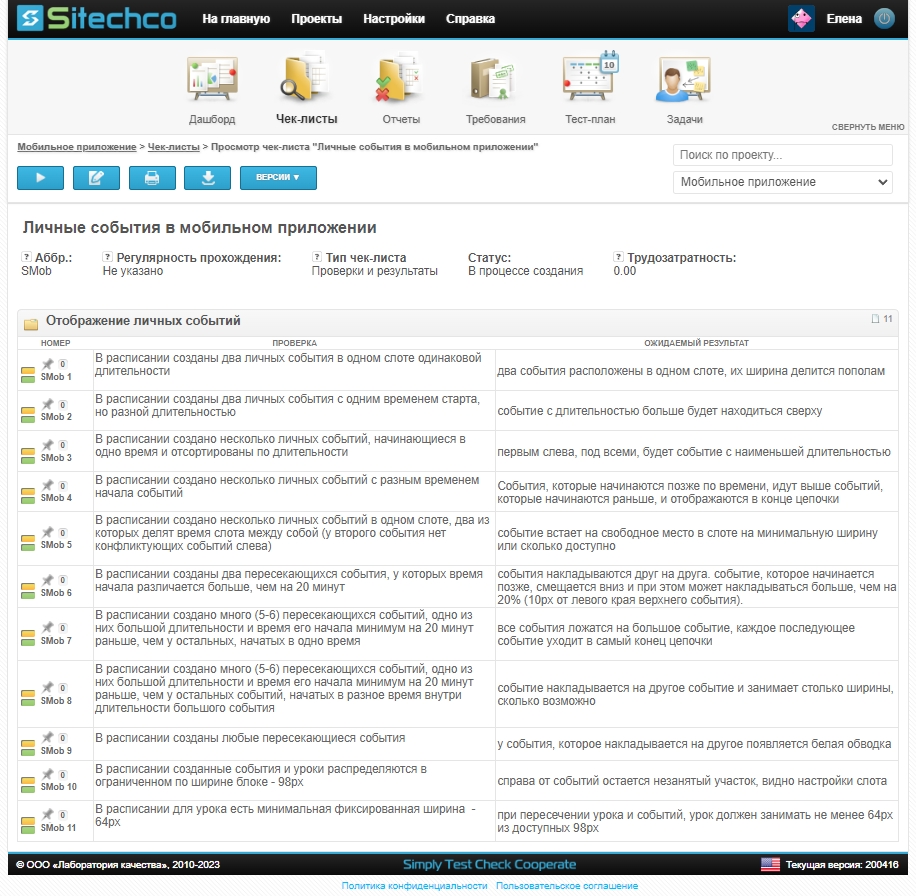 Sitechco
На главную Проекты Настройки Справка
Елена
10
Дашборд Чек-листы Отчеты Требования Тест-план Задачи
СВЕРНУТЬ МЕНЮ
Мобильное приложение > Чек-листы > Просмотр чек-листа "Личные события в мобильном приложении"
Поиск по проекту...
ВЕРСИИ ▼
Мобильное приложение
Личные события в мобильном приложении
? Аббр.: ? Регулярность прохождения: ? Тип чек-листа Статус: ? Трудозатратность:
SMob Не указано Проверки и результаты В процессе создания 0.00
Отображение личных событий 11
НОМЕР ПРОВЕРКА ОЖИДАЕМЫЙ РЕЗУЛЬТАТ
0
SMob 1
В расписании созданы два личных события в одном слоте одинаковой
длительности
два события расположены в одном слоте, их ширина делится пополам
0
SMob 2
В расписании созданы два личных события с одним временем старта,
но разной длительностью
событие с длительностью больше будет находиться сверху
0
SMob 3
В расписании создано несколько личных событий, начинающиеся в
одно время и отсортированы по длительности
первым слева, под всеми, будет событие с наименьшей длительностью
0
SMob 4
В расписании создано несколько личных событий с разным временем
начала событий
События, которые начинаются позже по времени, идут выше событий,
которые начинаются раньше, и отображаются в конце цепочки
0
SMob 5
В расписании создано несколько личных событий в одном слоте, два из
которых делят время слота между собой (у второго события нет
конфликтующих событий слева)
событие встает на свободное место в слоте на минимальную ширину
или сколько доступно
0
SMob 6
В расписании созданы два пересекающихся события, у которых время
начала различается больше, чем на 20 минут
события накладываются друг на друга. событие, которое начинается
позже, смещается вниз и при этом может накладываться больше, чем на
20% (10px от левого края верхнего события).
0
SMob 7
В расписании создано много (5-6) пересекающихся событий, одно из
них большой длительности и время его начала минимум на 20 минут
раньше, чем у остальных, начатых в одно время
все события ложатся на большое событие, каждое последующее
событие уходит в самый конец цепочки
0
SMob 8
В расписании создано много (5-6) пересекающихся событий, одно из
них большой длительности и время его начала минимум на 20 минут
раньше, чем у остальных событий, начатых в разное время внутри
длительности большого события
событие накладывается на другое событие и занимает столько ширины,
сколько возможно
0
SMob 9
В расписании созданы любые пересекающиеся события
у события, которое накладывается на другое появляется белая обводка
0
SMob 10
В расписании созданные события и уроки распределяются в
ограниченном по ширине блоке - 98px
справа от событий остается незанятый участок, видно настройки слота
0
SMob 11
В расписании для урока есть минимальная фиксированная ширина -
64px
при пересечении урока и событий, урок должен занимать не менее 64px
из доступных 98px
© ООО «Лаборатория качества», 2010-2023 Simply Test Check Cooperate Текущая версия: 200416
Политика конфиденциальности Пользовательское соглашение